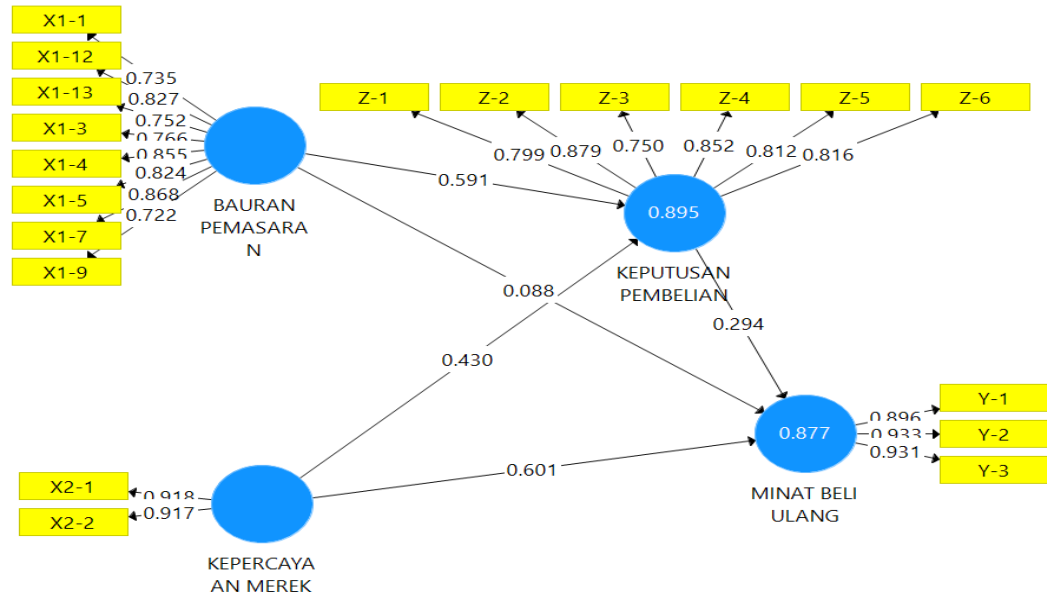 X1-1
X1-12
X1-13
X1-3
X1-4
X1-5
X1-7
X1-9
0.735
0.827
0.752
0.766
0.855
0.824
0.868
0.722
BAURAN
PEMASARA
N
Z-1
Z-2
Z-3
Z-4
Z-5
Z-6
0.799
0.879
0.750
0.852
0.812
0.816
0.591
0.895
KEPUTUSAN
PEMBELIAN
0.088
0.294
0.430
0.877
MINAT BELI
ULANG
0.896
0.933
0.931
Y-1
Y-2
Y-3
0.601
X2-1
X2-2
0.918
0.917
KEPERCAYA
AN MEREK